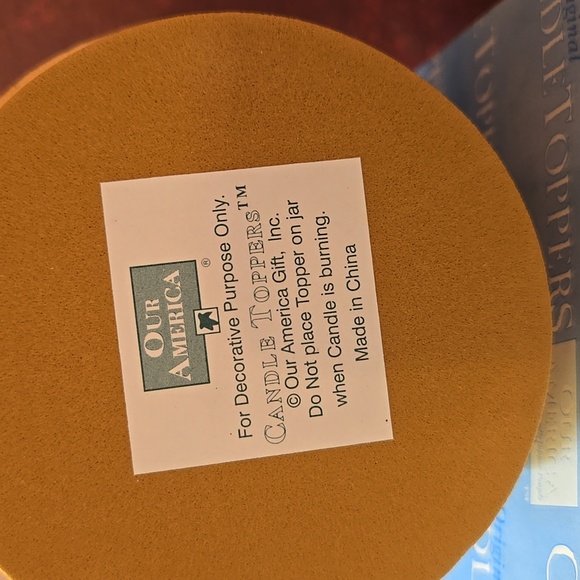 OUR
AMERICA
®
For Decorative Purpose Only.
CANDLE TOPPERS™
© Our America Gift, Inc.
Do Not place Topper on jar
when Candle is burning.
Made in China
TOPPERS